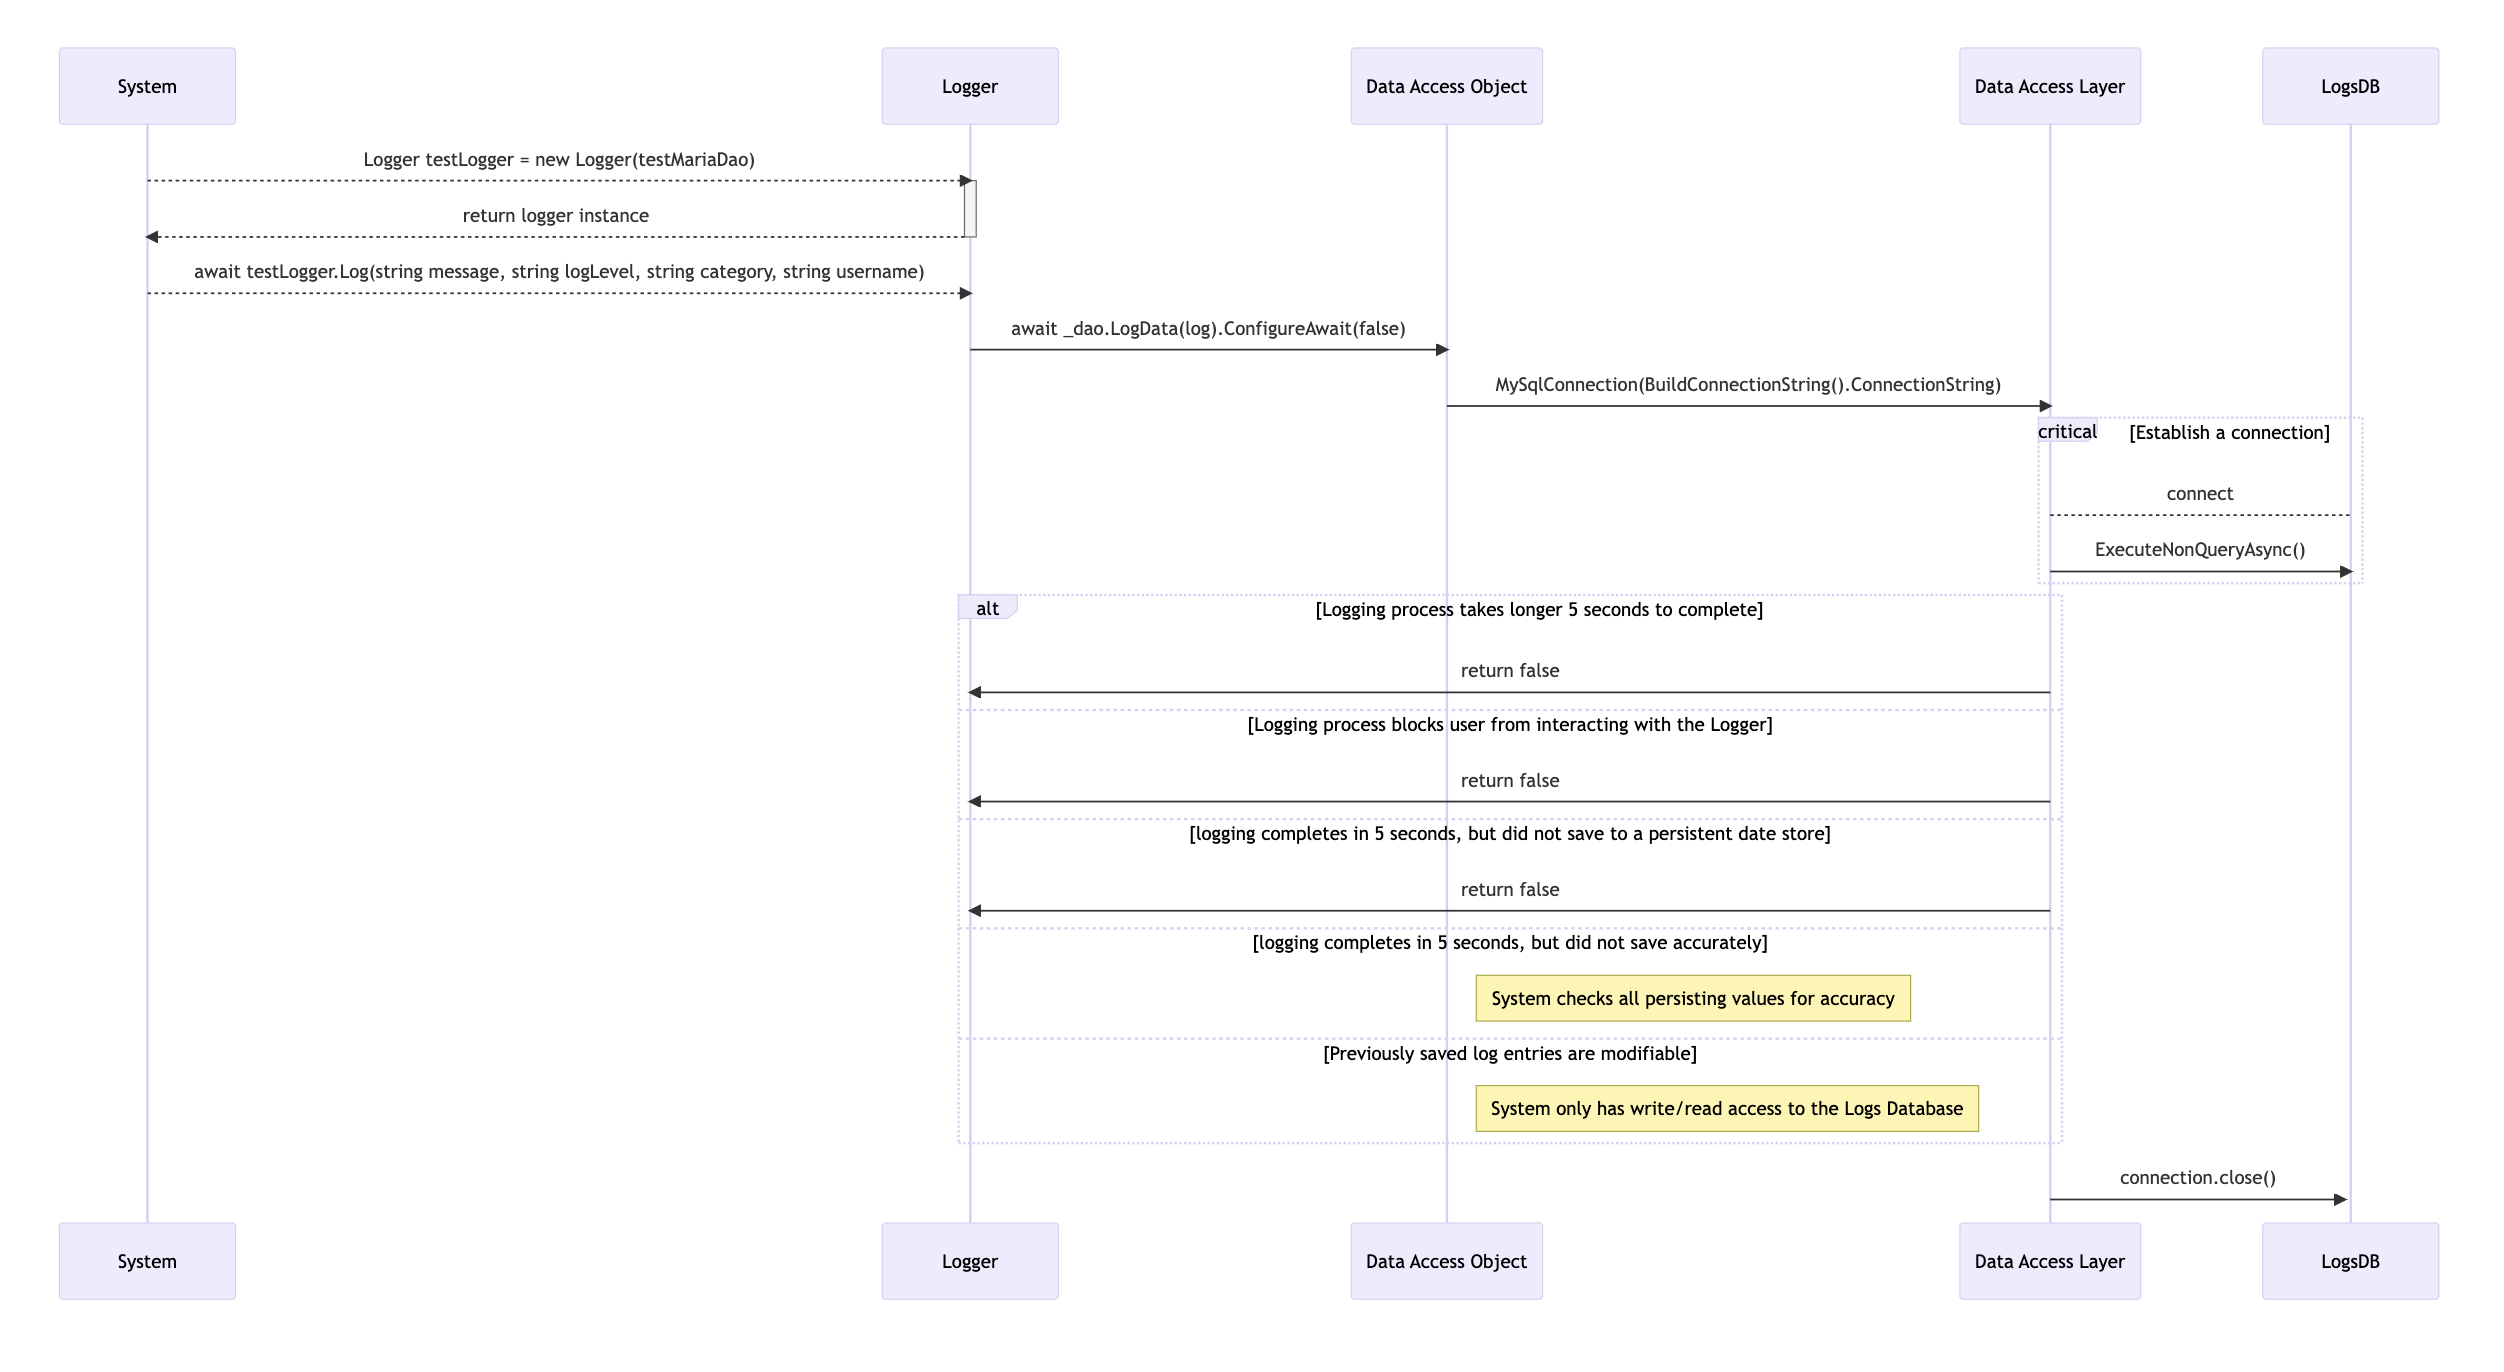 System
Logger
Data Access Object
Data Access Layer
LogsDB
Logger testLogger = new Logger(testMariaDao)
return logger instance
await testLogger.Log(string message, string logLevel, string category, string username)
await _dao.LogData(log).ConfigureAwait(false)
MySqlConnection(BuildConnectionString().ConnectionString)
critical
[Establish a connection]
connect
ExecuteNonQueryAsync()
alt
[Logging process takes longer 5 seconds to complete]
return false
[Logging process blocks user from interacting with the Logger]
return false
[logging completes in 5 seconds, but did not save to a persistent date store]
return false
[logging completes in 5 seconds, but did not save accurately]
System checks all persisting values for accuracy
[Previously saved log entries are modifiable]
System only has write/read access to the Logs Database
connection.close()
System
Logger
Data Access Object
Data Access Layer
LogsDB